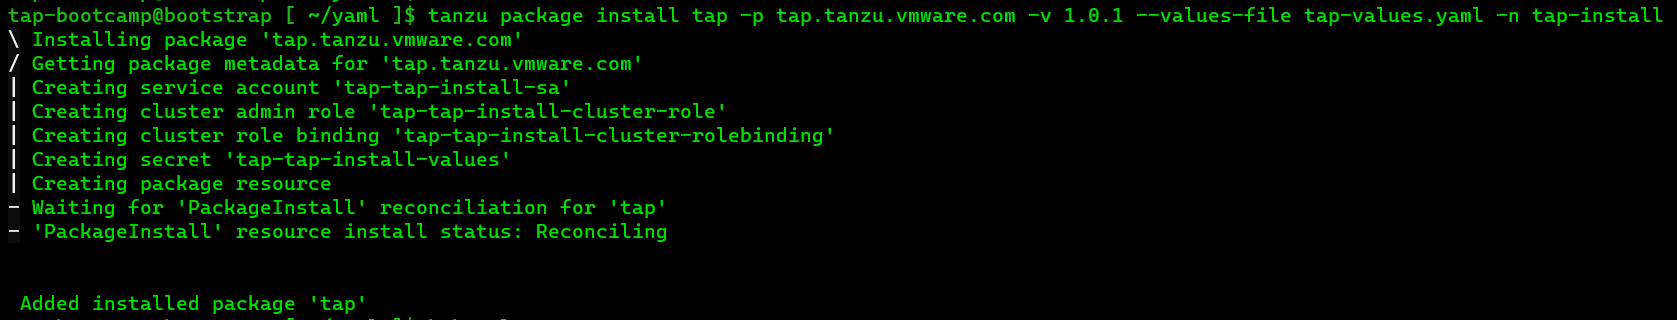 tap-bootcamp@bootstrap [ ~/yaml ]$ tanzu package install tap -p tap.tanzu.vmware.com -v 1.0.1 --values-file tap-values.yaml -n tap-install
\ Installing package 'tap.tanzu.vmware.com'
/ Getting package metadata for 'tap.tanzu.vmware.com'
| Creating service account 'tap-tap-install-sa'
| Creating cluster admin role 'tap-tap-install-cluster-role'
| Creating cluster role binding 'tap-tap-install-cluster-rolebinding'
| Creating secret 'tap-tap-install-values'
| Creating package resource
- Waiting for 'PackageInstall' reconciliation for 'tap'
- 'PackageInstall' resource install status: Reconciling
Added installed package 'tap'